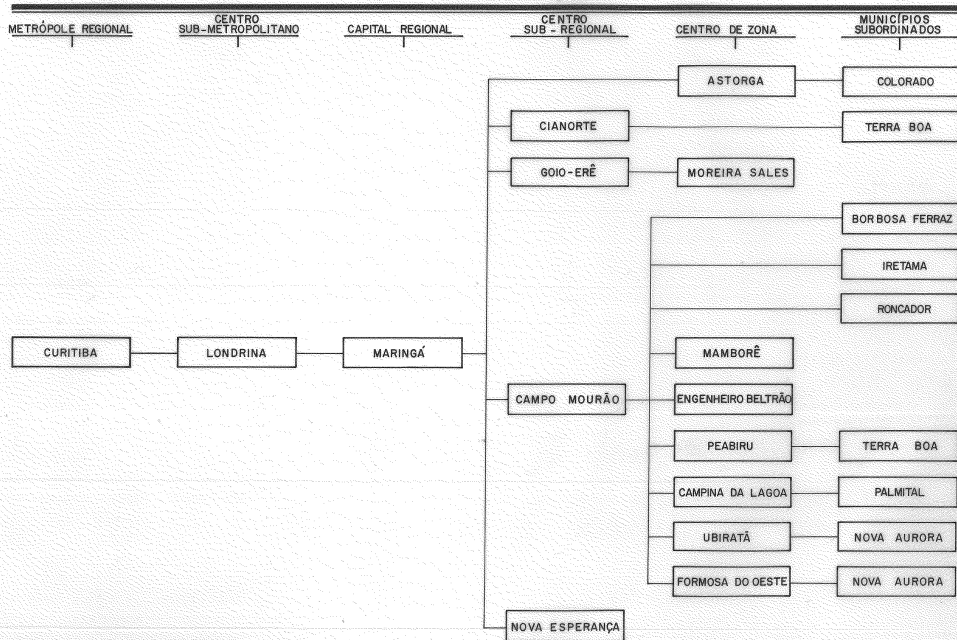 METRÓPOLE REGIONAL
CENTRO
SUB-METROPOLITANO
CAPITAL REGIONAL
CENTRO
SUB - REGIONAL
CENTRO DE ZONA
MUNICÍPIOS
SUBORDINADOS
ASTORGA
COLORADO
CIANORTE
TERRA BOA
GOIO-ERÊ
MOREIRA SALES
BORBOSA FERRAZ
IRETAMA
RONCADOR
CURITIBA
LONDRINA
MARINGÁ
MAMBORÊ
CAMPO MOURÃO
ENGENHEIRO BELTRÃO
PEABIRU
TERRA BOA
CAMPINA DA LAGOA
PALMITAL
UBIRATÃ
NOVA AURORA
FORMOSA DO OESTE
NOVA AURORA
NOVA ESPERANÇA